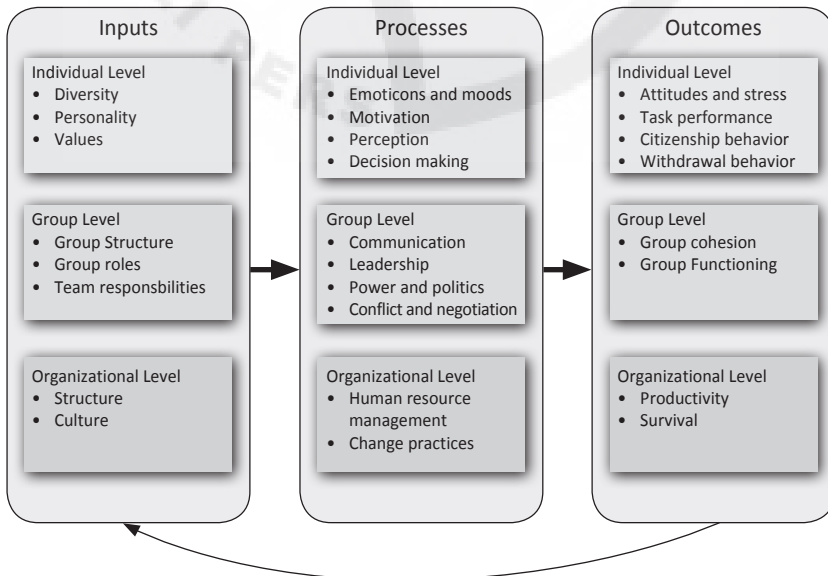 Inputs
Individual Level
• Diversity
• Personality
• Values
Group Level
• Group Structure
• Group roles
• Team responsbilities
Organizational Level
• Structure
• Culture
Processes
Individual Level
• Emoticons and moods
• Motivation
• Perception
• Decision making
Group Level
• Communication
• Leadership
• Power and politics
• Conflict and negotiation
Organizational Level
• Human resource
management
• Change practices
Outcomes
Individual Level
• Attitudes and stress
• Task performance
• Citizenship behavior
• Withdrawal behavior
Group Level
• Group cohesion
• Group Functioning
Organizational Level
• Productivity
• Survival